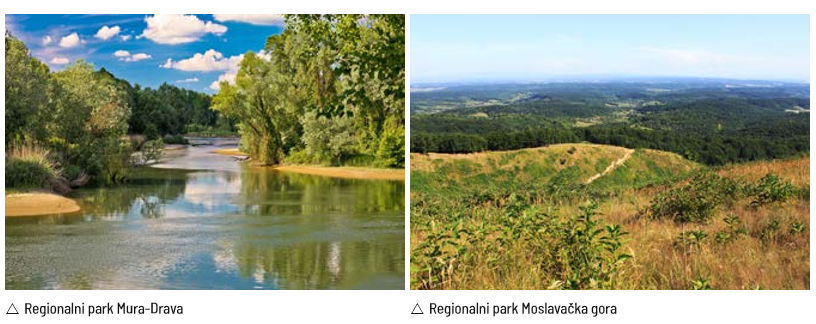 △ Regionalni park Mura-Drava
△ Regionalni park Moslavačka gora